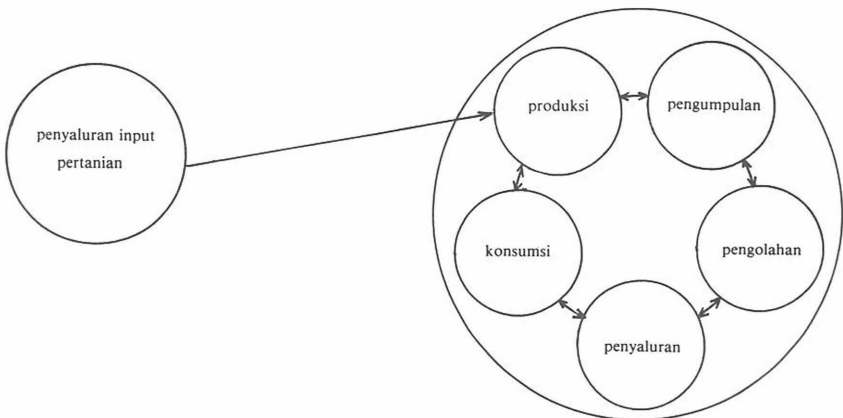 penyaluran input
pertanian
produksi
pengumpulan
konsumsi
pengolahan
penyaluran